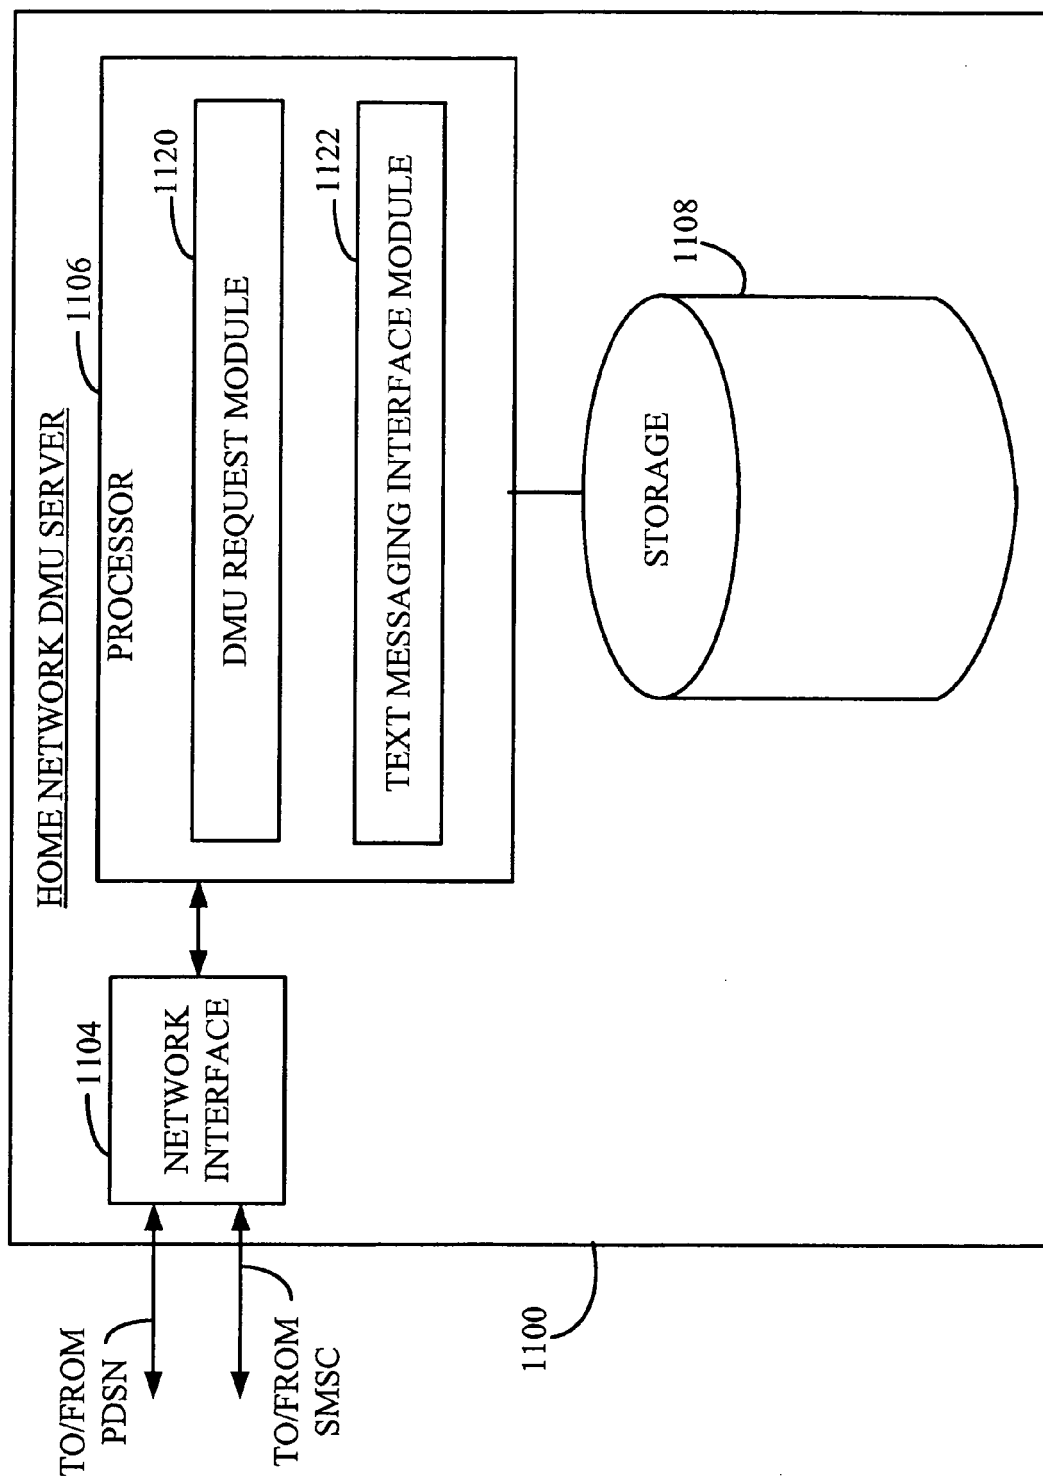 HOME NETWORK DMU SERVER
1106
PROCESSOR
1120
DMU REQUEST MODULE
1122
TEXT MESSAGING INTERFACE MODULE
1104
NETWORK
INTERFACE
TO/FROM
PDSN
TO/FROM
SMSC
STORAGE
1108
1100